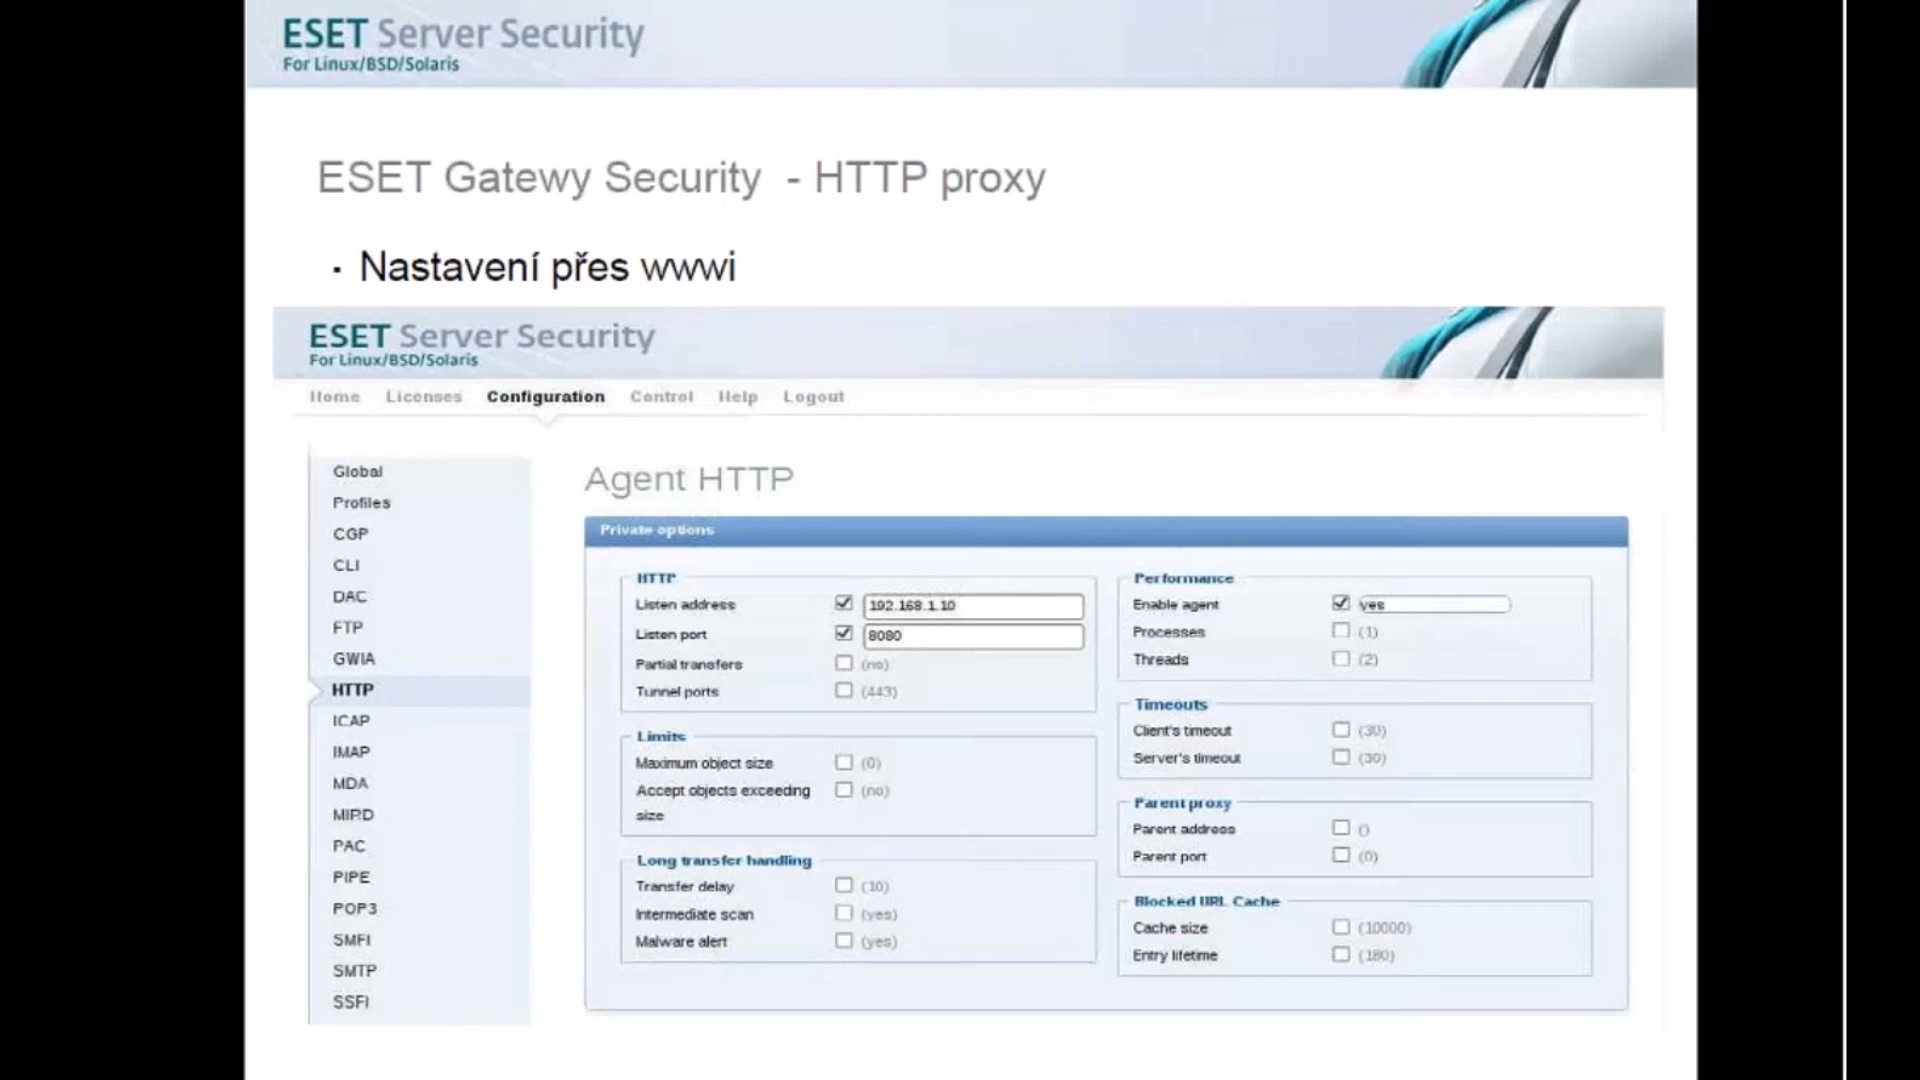 ESET Server Security
For Linux/BSD/Solaris
ESET Gatewy Security - HTTP proxy
· Nastavení přes wwwi
ESET Server Security
For Linux/BSD/Solaris
Home Licenses Configuration Control Help Logout
Global
Profiles
CGP
CLI
DAC
FTP
GWIA
HTTP
ICAP
IMAP
MDA
MIRD
PAC
PIPE
POP3
SMFI
SMTP
SSFI
Agent HTTP
Private options
HTTP
Listen address 192.168.1.10
Listen port 8080
Partial transfers (no)
Tunnel ports (443)
Limits
Maximum object size (0)
Accept objects exceeding (no)
size
Long transfer handling
Transfer delay (10)
Intermediate scan (yes)
Malware alert (yes)
Performance
Enable agent yes
Processes (1)
Threads (2)
Timeouts
Client's timeout (30)
Server's timeout (30)
Parent proxy
Parent address ()
Parent port (0)
Blocked URL Cache
Cache size (10000)
Entry lifetime (180)